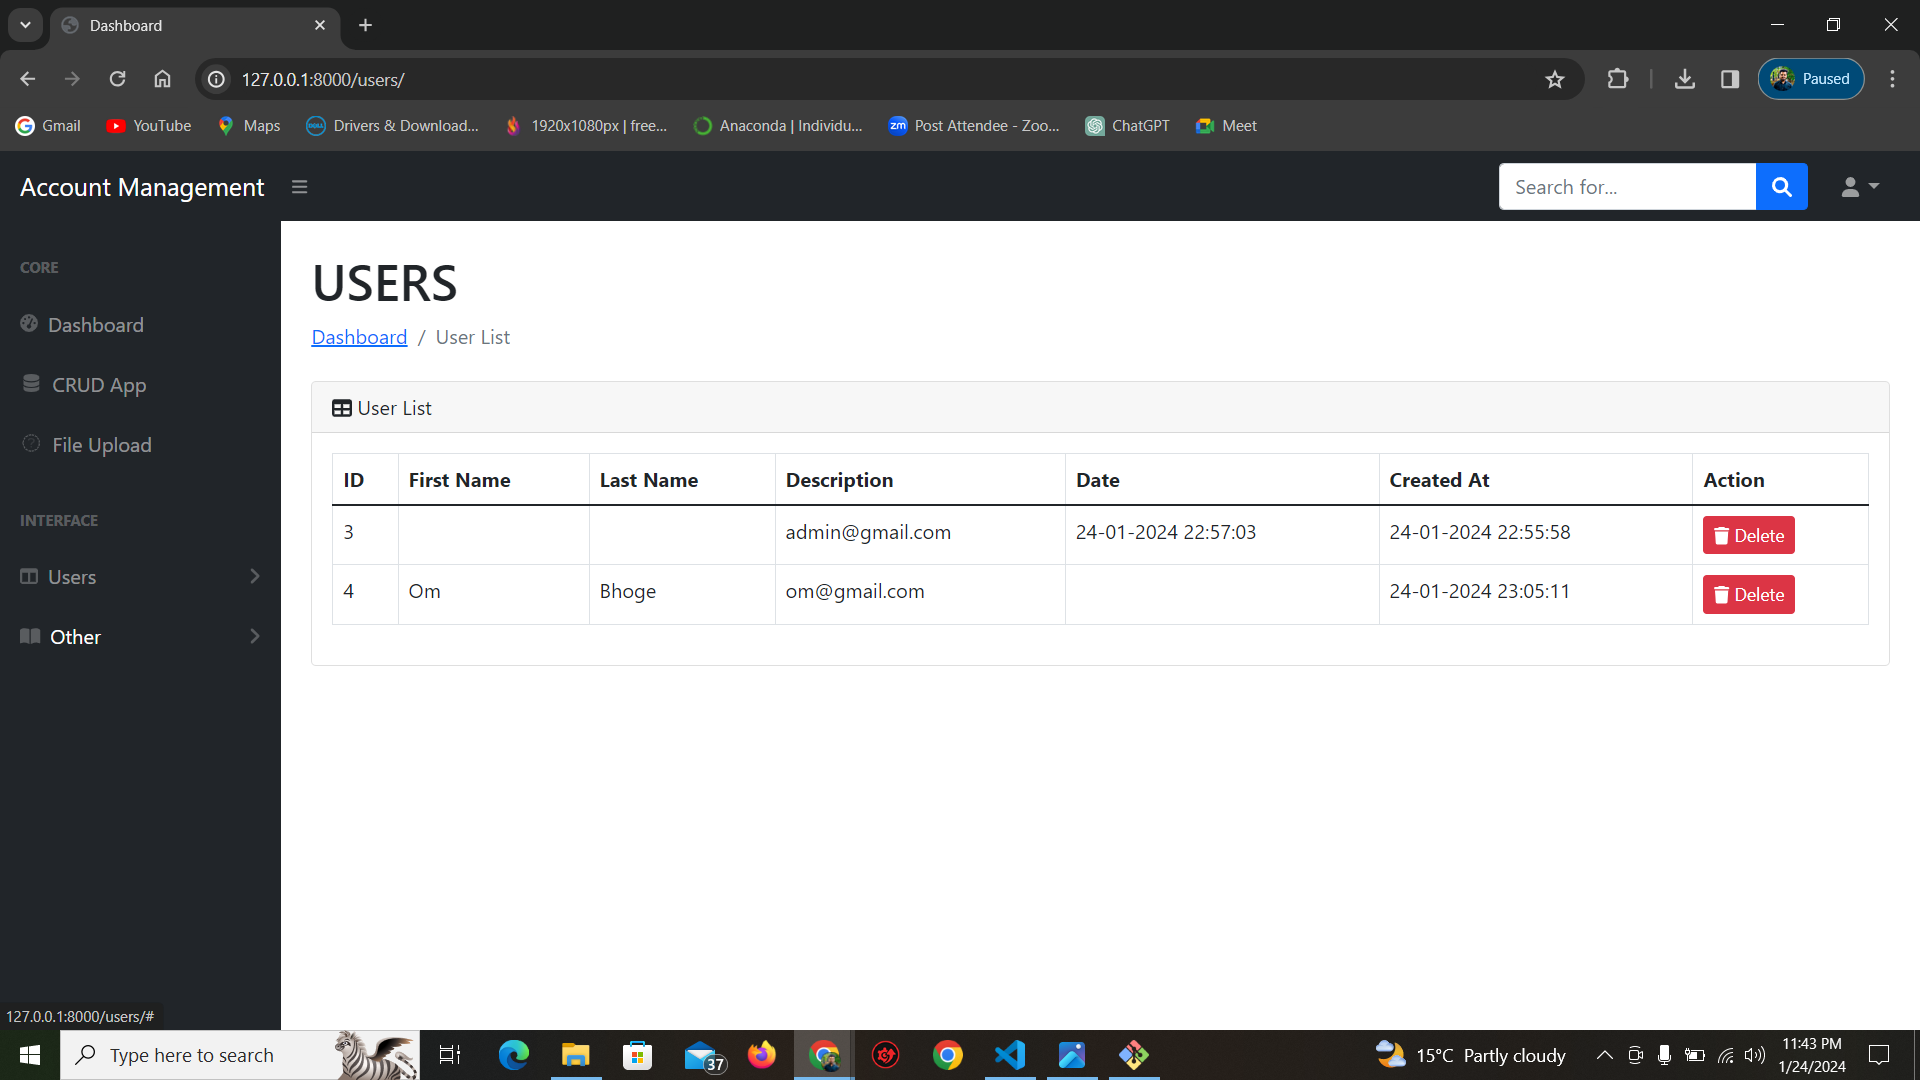 Dashboard
127.0.0.1:8000/users/
Paused
Gmail
YouTube
Maps
Drivers & Download...
1920x1080px | free...
Anaconda | Individu...
zm
Post Attendee - Zoo...
ChatGPT
Meet
Account Management
Search for...
CORE
Dashboard
CRUD App
File Upload
INTERFACE
Users
Other
USERS
Dashboard / User List
User List
ID First Name Last Name Description Date Created At Action
3 admin@gmail.com 24-01-2024 22:57:03 24-01-2024 22:55:58 Delete
4 Om Bhoge om@gmail.com 24-01-2024 23:05:11 Delete
127.0.0.1:8000/users/#
Type here to search
37
15°C Partly cloudy
11:43 PM
1/24/2024